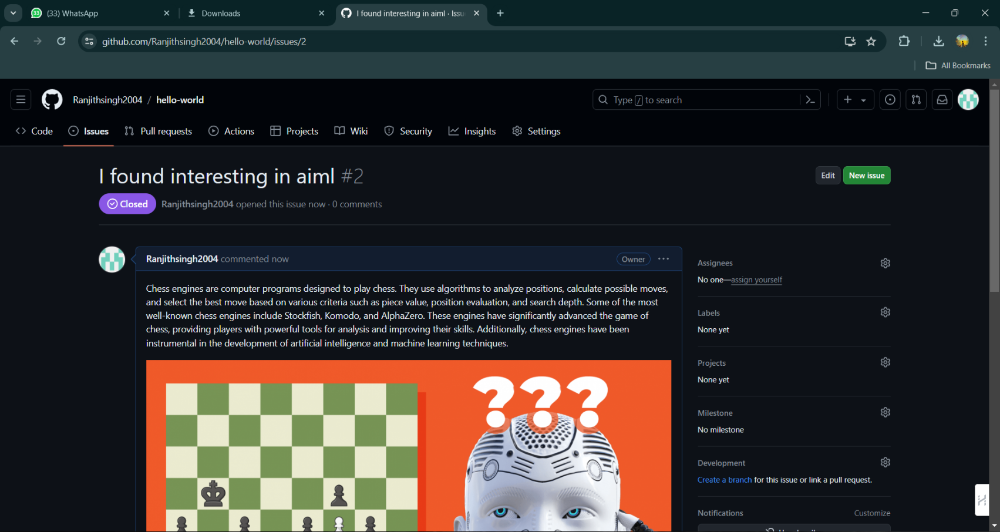 33 (33) WhatsApp
Downloads
I found interesting in aiml · Issu
github.com/Ranjithsingh2004/hello-world/issues/2
All Bookmarks
Ranjithsingh2004 / hello-world
Type / to search
Code Issues Pull requests Actions Projects Wiki Security Insights Settings
I found interesting in aiml #2
Edit New issue
Closed Ranjithsingh2004 opened this issue now · 0 comments
Ranjithsingh2004 commented now
Owner
Chess engines are computer programs designed to play chess. They use algorithms to analyze positions, calculate possible moves,
and select the best move based on various criteria such as piece value, position evaluation, and search depth. Some of the most
well-known chess engines include Stockfish, Komodo, and AlphaZero. These engines have significantly advanced the game of
chess, providing players with powerful tools for analysis and improving their skills. Additionally, chess engines have been
instrumental in the development of artificial intelligence and machine learning techniques.
???
Assignees
No one—assign yourself
Labels
None yet
Projects
None yet
Milestone
No milestone
Development
Create a branch for this issue or link a pull request.
Notifications
Customize